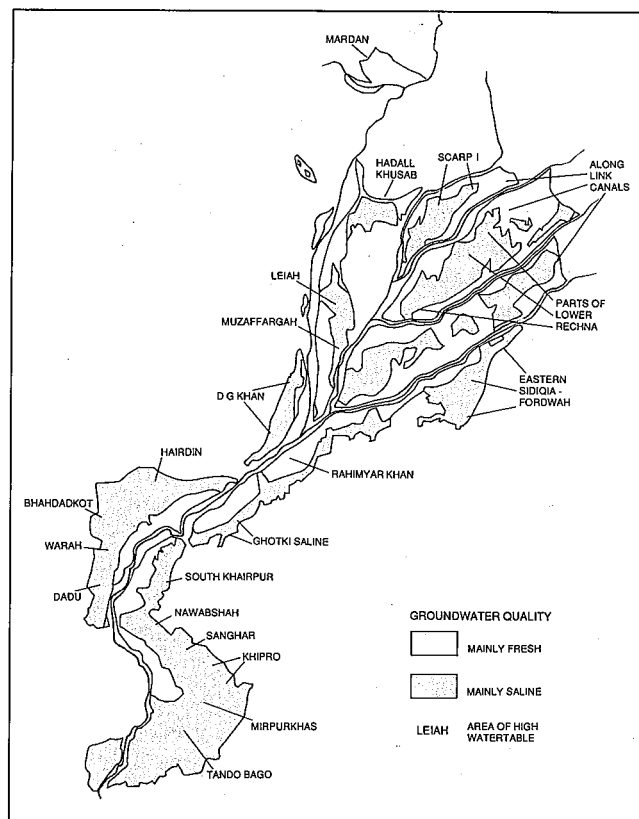 MARDAN
HADALL
KHUSAB
SCARP I
ALONG
LINK
CANALS
LEIAH
MUZAFFARGAH
PARTS OF
LOWER
RECHNA
D G KHAN
EASTERN
SIDIQIA -
FORDWAH
RAHIMYAR KHAN
HAIRDIN
BHAHDADKOT
WARAH
DADU
GHOTKI SALINE
SOUTH KHAIRPUR
NAWABSHAH
SANGHAR
KHIPRO
MIRPURKHAS
TANDO BAGO
GROUNDWATER QUALITY
MAINLY FRESH
MAINLY SALINE
LEIAH
AREA OF HIGH
WATERTABLE